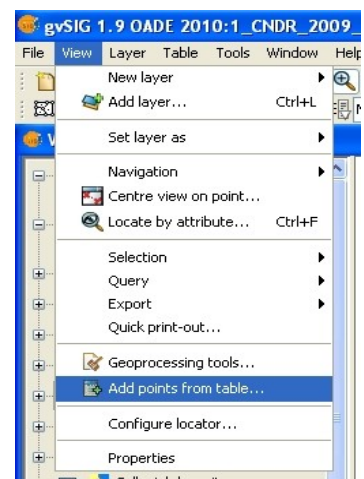 gvSIG 1.9 OADE 2010:1_CNDR_2009_
File View Layer Table Tools Window Help
New layer
Add layer... Ctrl+L
Set layer as
Navigation
Centre view on point...
Locate by attribute... Ctrl+F
Selection
Query
Export
Quick print-out...
Geoprocessing tools...
Add points from table...
Configure locator...
Properties